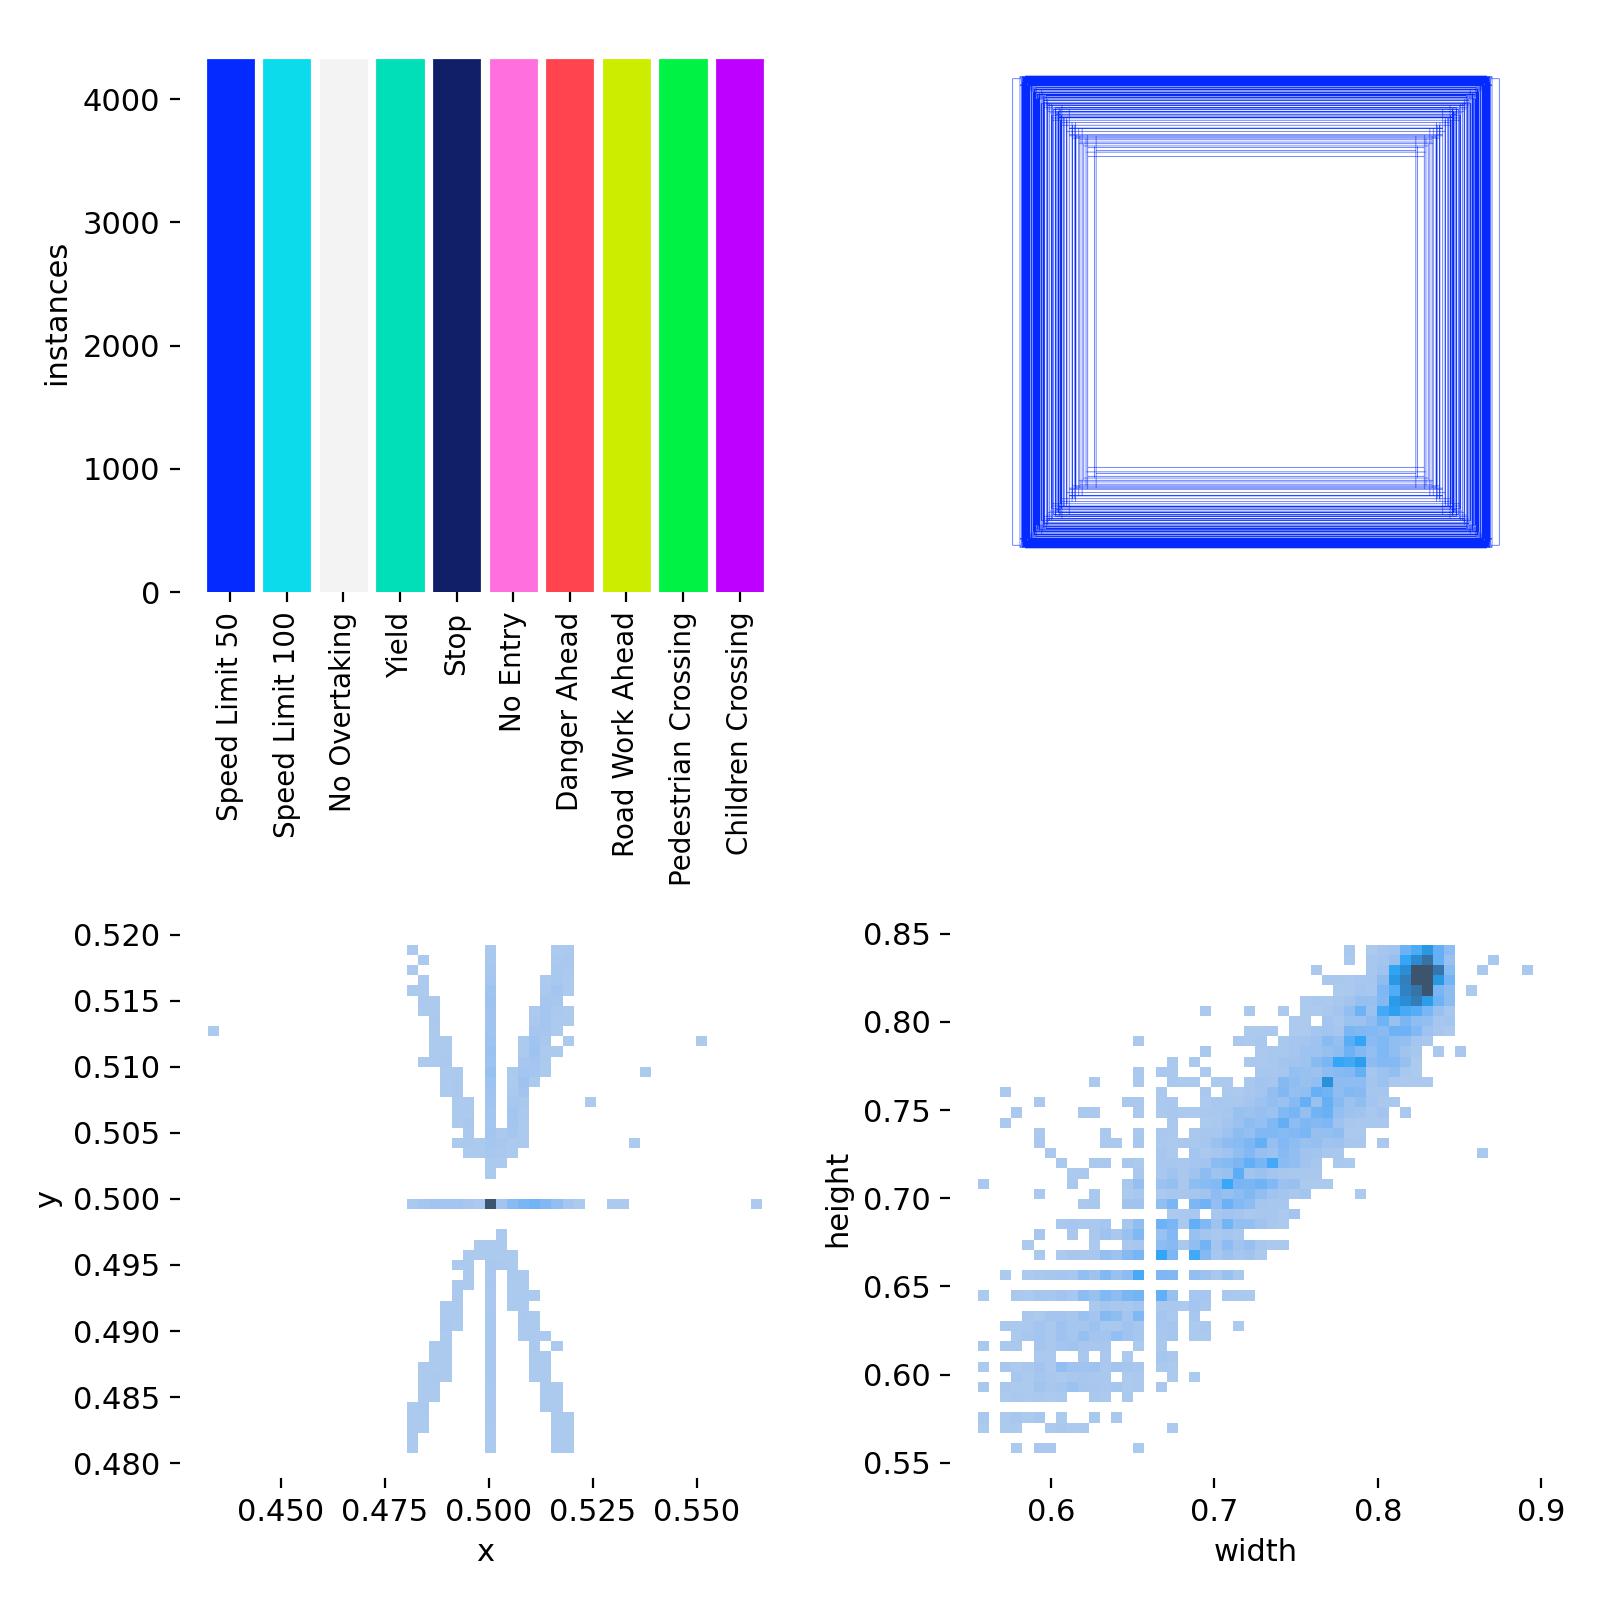 4000
3000
2000
1000
0
instances
Speed Limit 50
Speed Limit 100
No Overtaking
Yield
Stop
No Entry
Danger Ahead
Road Work Ahead
Pedestrian Crossing
Children Crossing
0.520
0.515
0.510
0.505
0.500
0.495
0.490
0.485
0.480
y
0.450 0.475 0.500 0.525 0.550
x
0.85
0.80
0.75
0.70
0.65
0.60
0.55
height
0.6 0.7 0.8 0.9
width